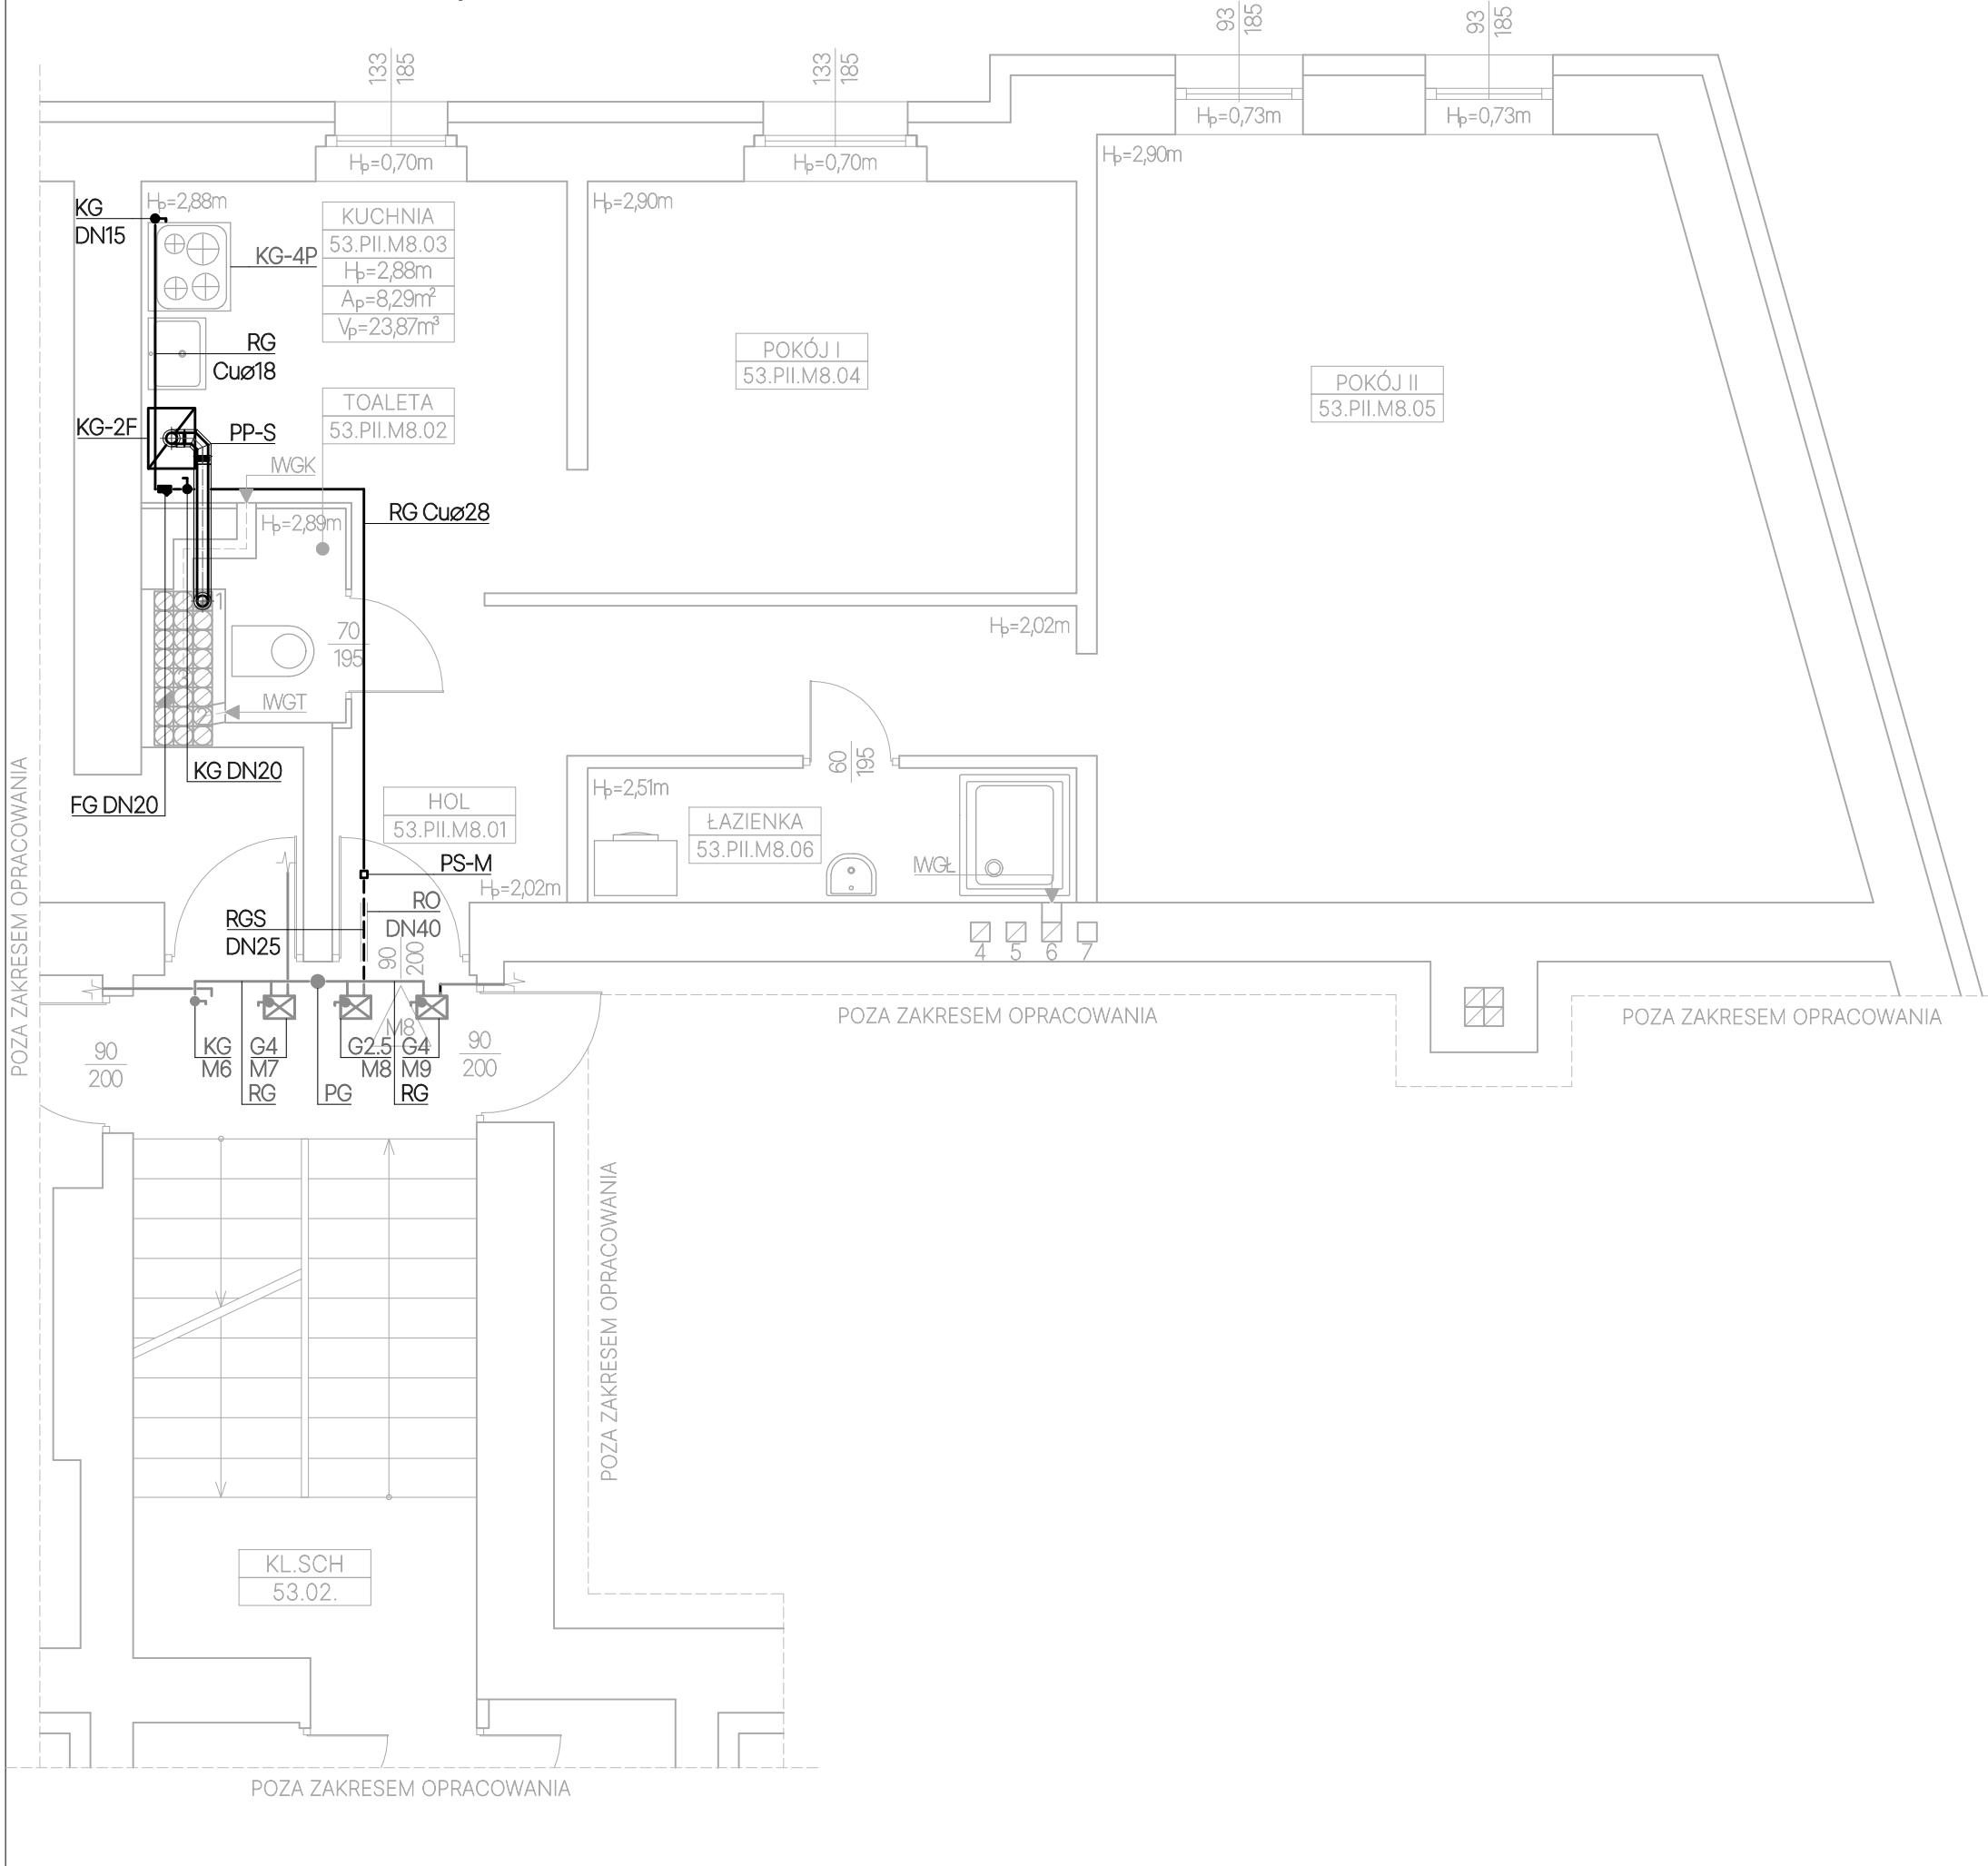 133
185
133
185
93
185
93
185
Hp=0,70m
Hp=0,70m
Hp=0,73m
Hp=0,73m
Hp=2,88m
Hp=2,90m
Hp=2,90m
KG
DN15
KG-4P
KUCHNIA
53.PII.M8.03
Hp=2,88m
Ap=8,29m²
Vp=23,87m³
RG
Cuø18
POKÓJ I
53.PII.M8.04
POKÓJ II
53.PII.M8.05
TOALETA
53.PII.M8.02
KG-2F
PP-S
IWGK
RG Cuø28
Hp=2,89m
1
70
195
Hp=2,02m
3
2
IWGT
KG DN20
FG DN20
60
195
Hp=2,51m
HOL
53.PII.M8.01
ŁAZIENKA
53.PII.M8.06
PS-M
IWGŁ
Hp=2,02m
RO
DN40
RGS
DN25
90
200
4
5
6
7
POZA ZAKRESEM OPRACOWANIA
POZA ZAKRESEM OPRACOWANIA
POZA ZAKRESEM OPRACOWANIA
M8
KG
M6
G4
M7
G2.5
M8
G4
M9
90
200
90
200
RG
PG
RG
POZA ZAKRESEM OPRACOWANIA
KL.SCH
53.02.
POZA ZAKRESEM OPRACOWANIA